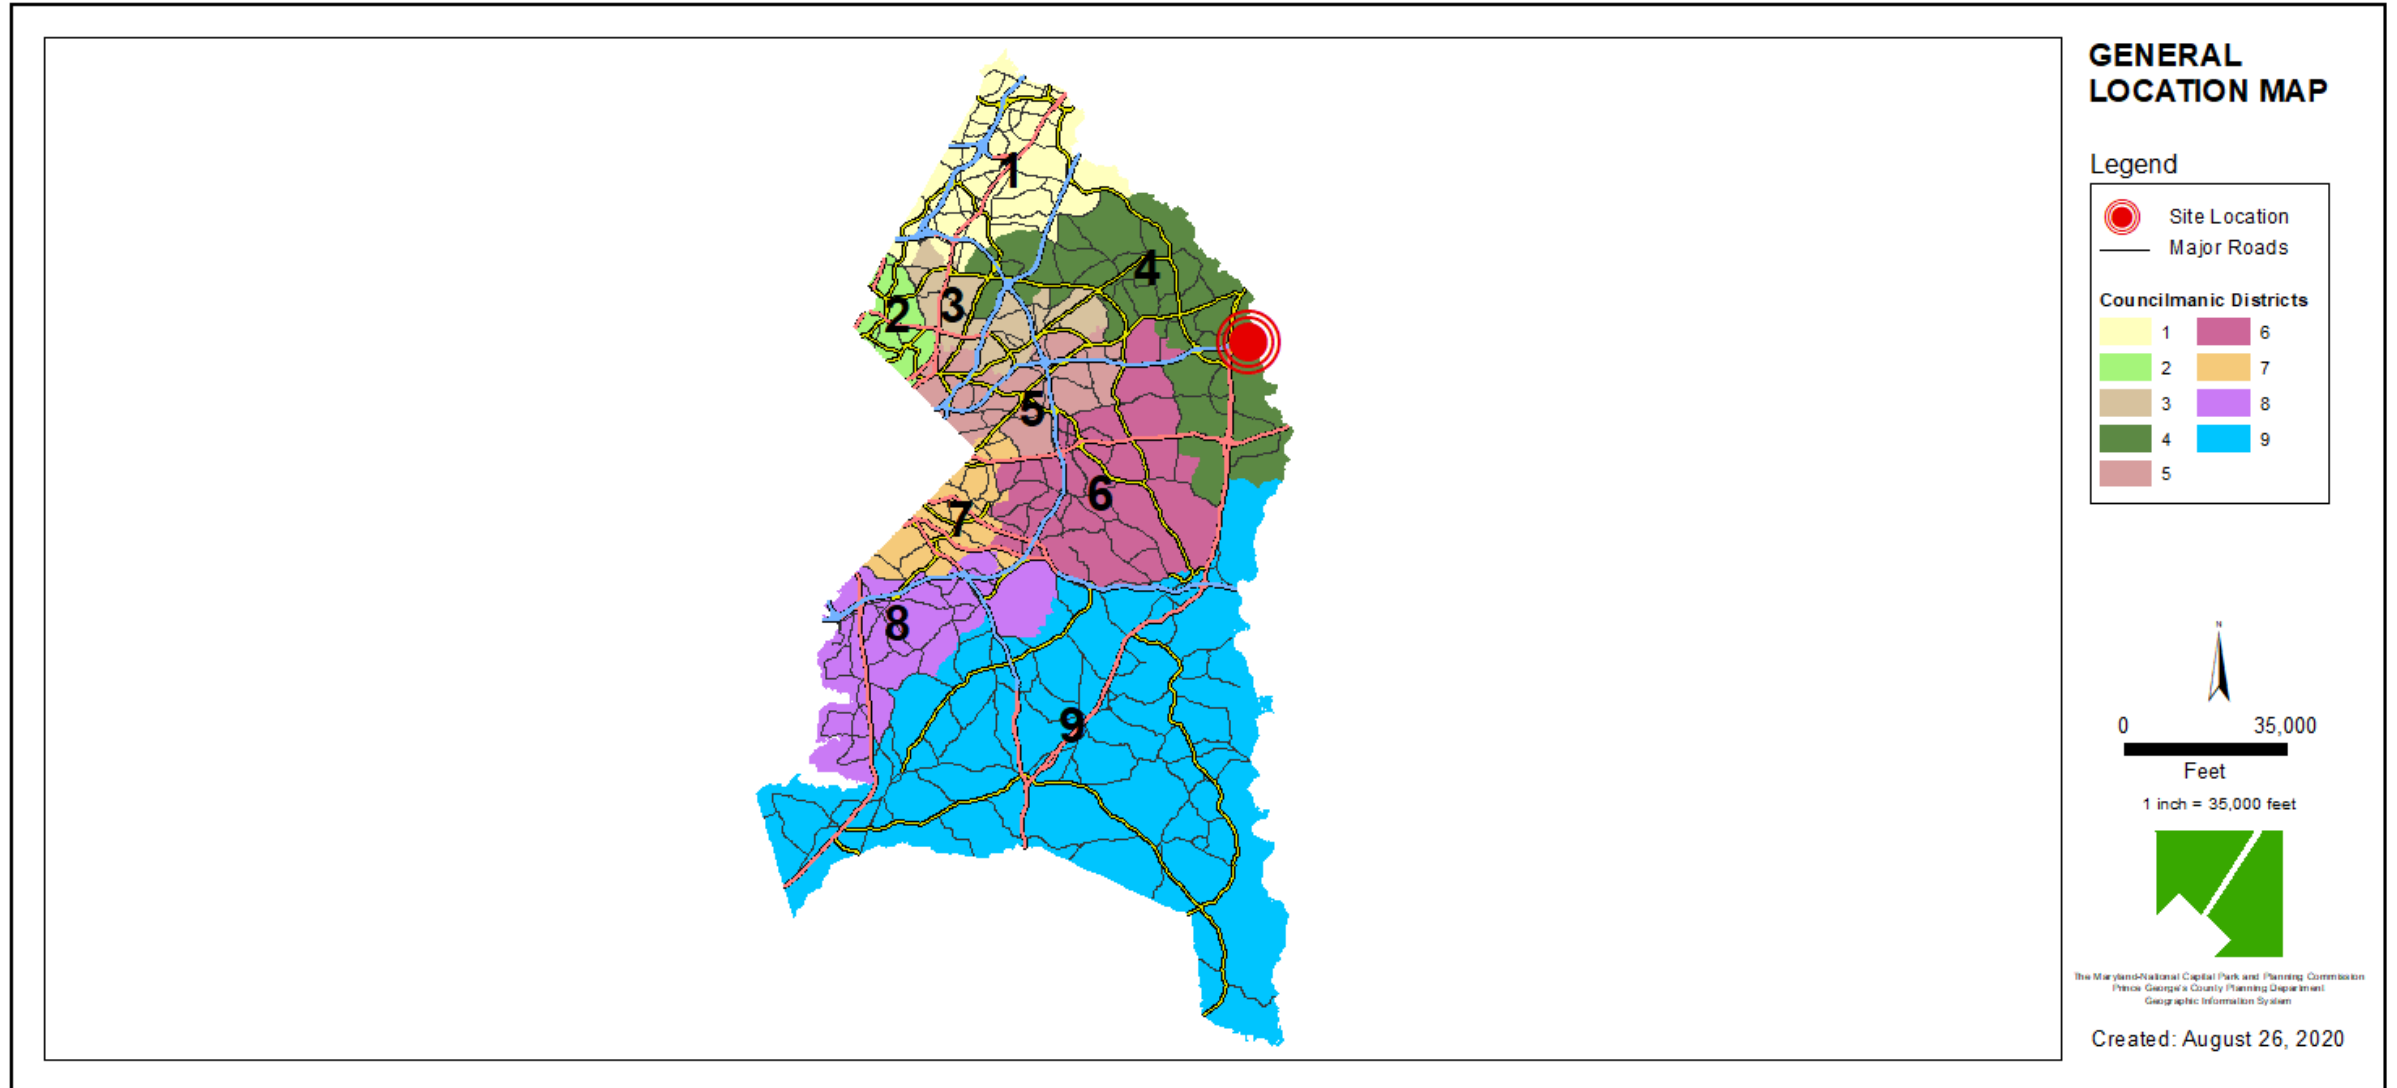 GENERAL
LOCATION MAP
Legend
Site Location
Major Roads
Councilmanic Districts
1 6
2 7
3 8
4 9
5
1
4
2
3
5
6
7
8
9
N
0 35,000
Feet
1 inch = 35,000 feet
The Maryland-National Capital Park and Planning Commission
Prince George's County Planning Department
Geographic Information System
Created: August 26, 2020